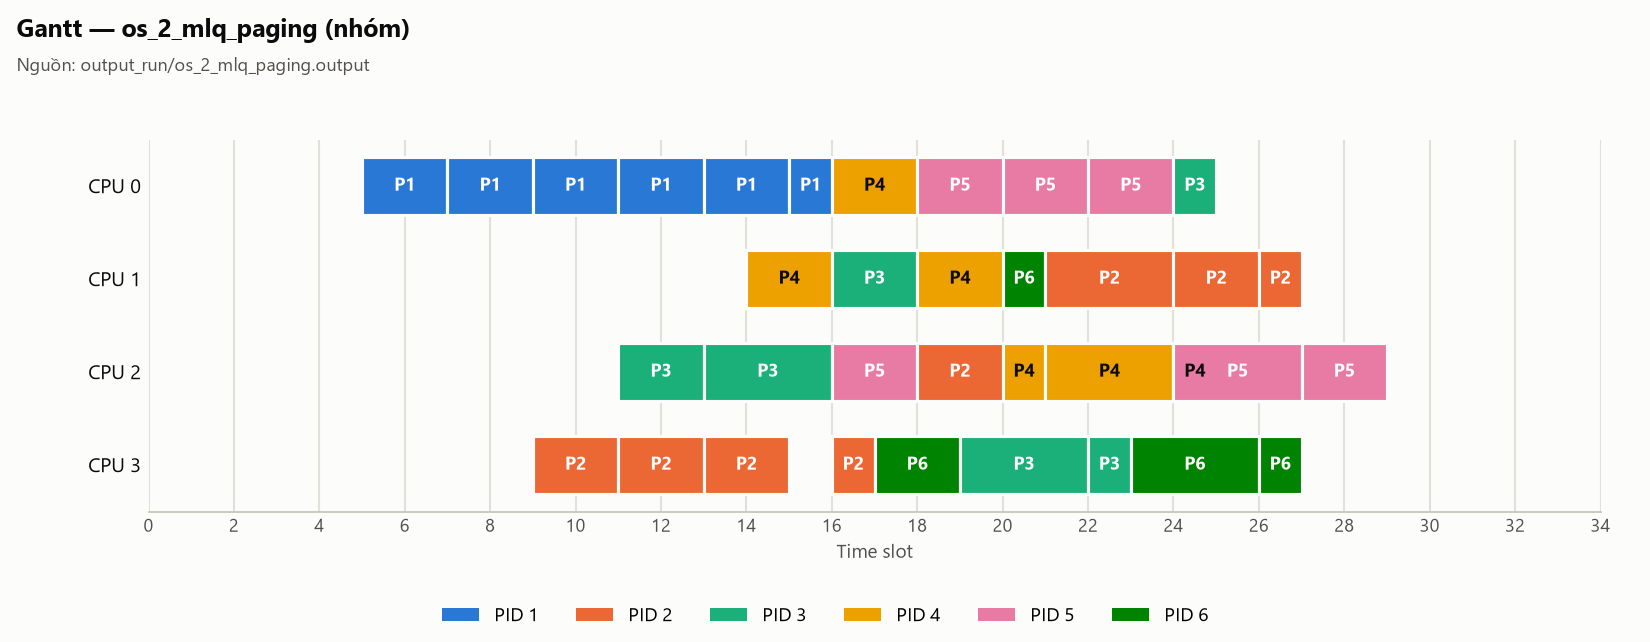 Gantt — os_2_mlq_paging (nhóm)
Nguồn: output_run/os_2_mlq_paging.output
CPU 0 P1 P1 P1 P1 P1 P1 P4 P5 P5 P5 P3
CPU 1 P4 P3 P4 P6 P2 P2 P2
CPU 2 P3 P3 P5 P2 P4 P4 P4 P5 P5
CPU 3 P2 P2 P2 P2 P6 P3 P3 P6 P6
0 2 4 6 8 10 12 14 16 18 20 22 24 26 28 30 32 34
Time slot
PID 1 PID 2 PID 3 PID 4 PID 5 PID 6